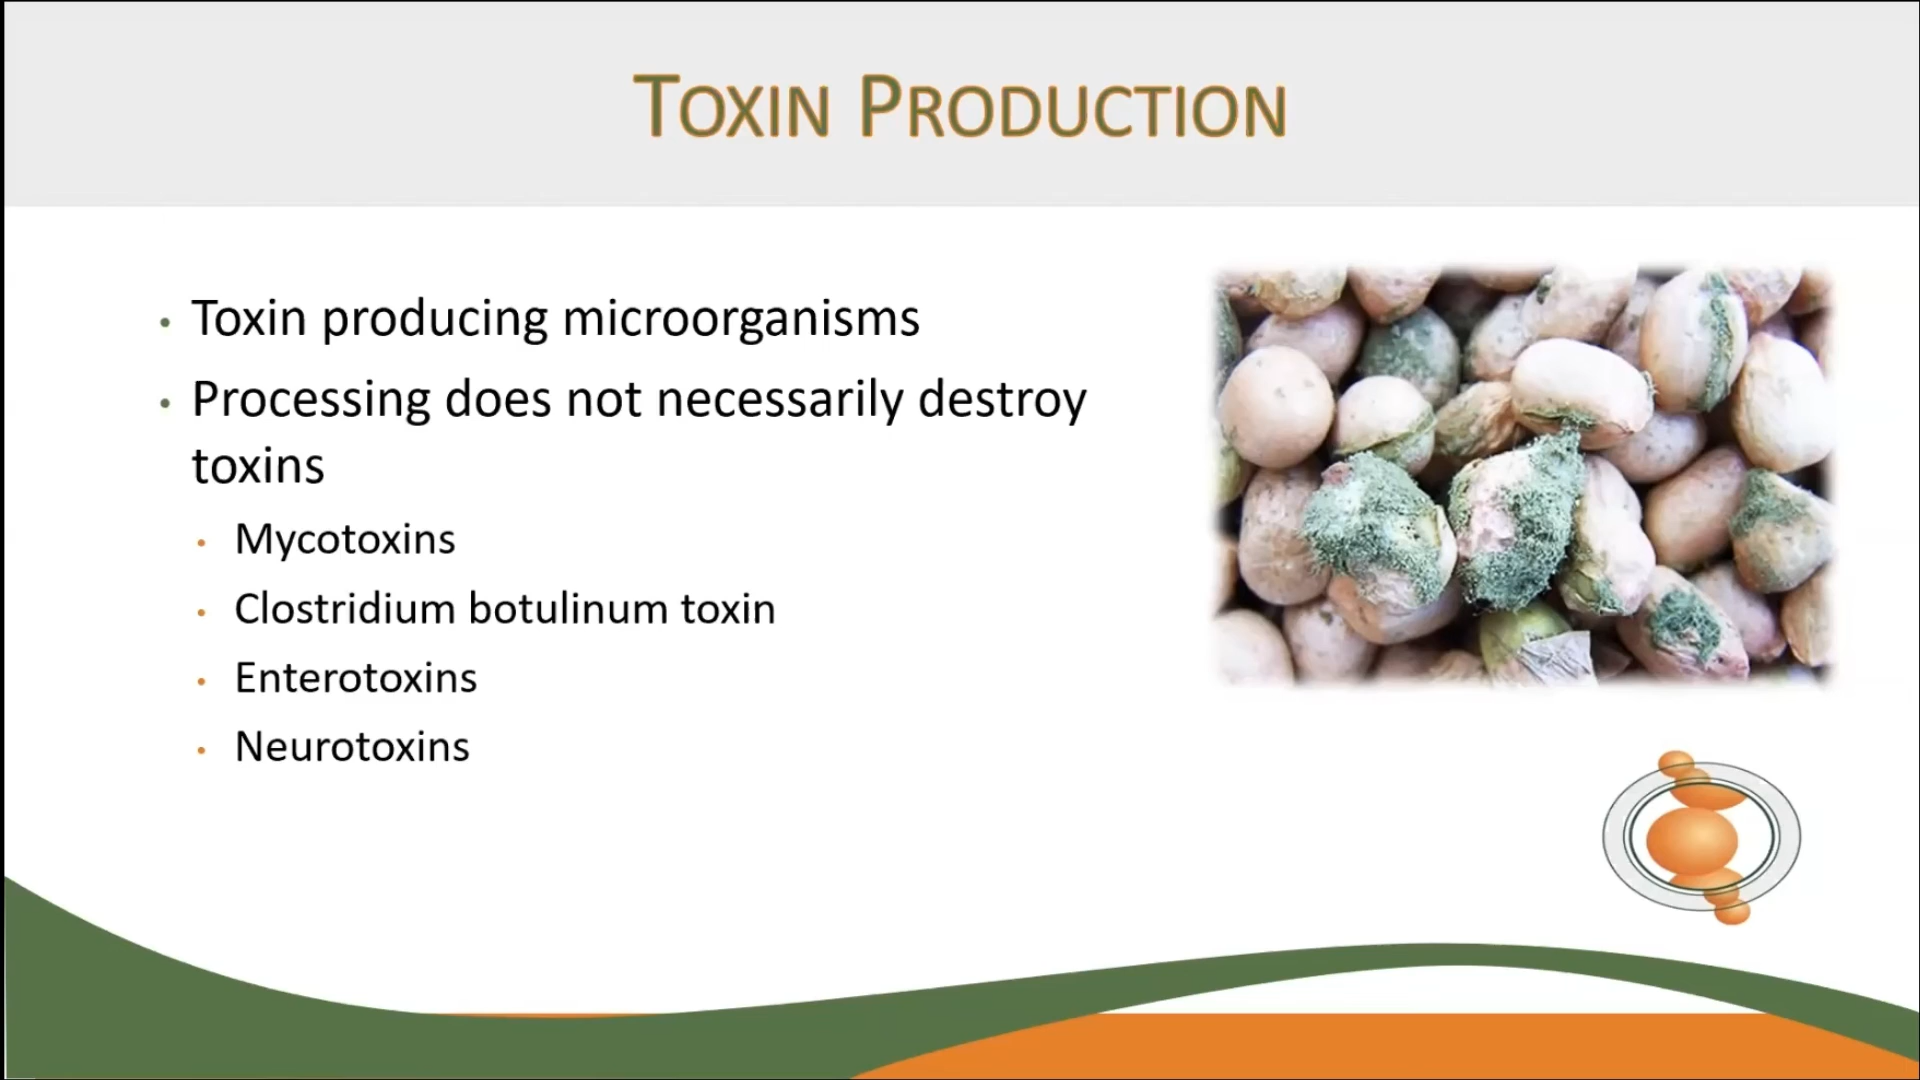 TOXIN PRODUCTION
• Toxin producing microorganisms
• Processing does not necessarily destroy
toxins
• Mycotoxins
• Clostridium botulinum toxin
• Enterotoxins
• Neurotoxins